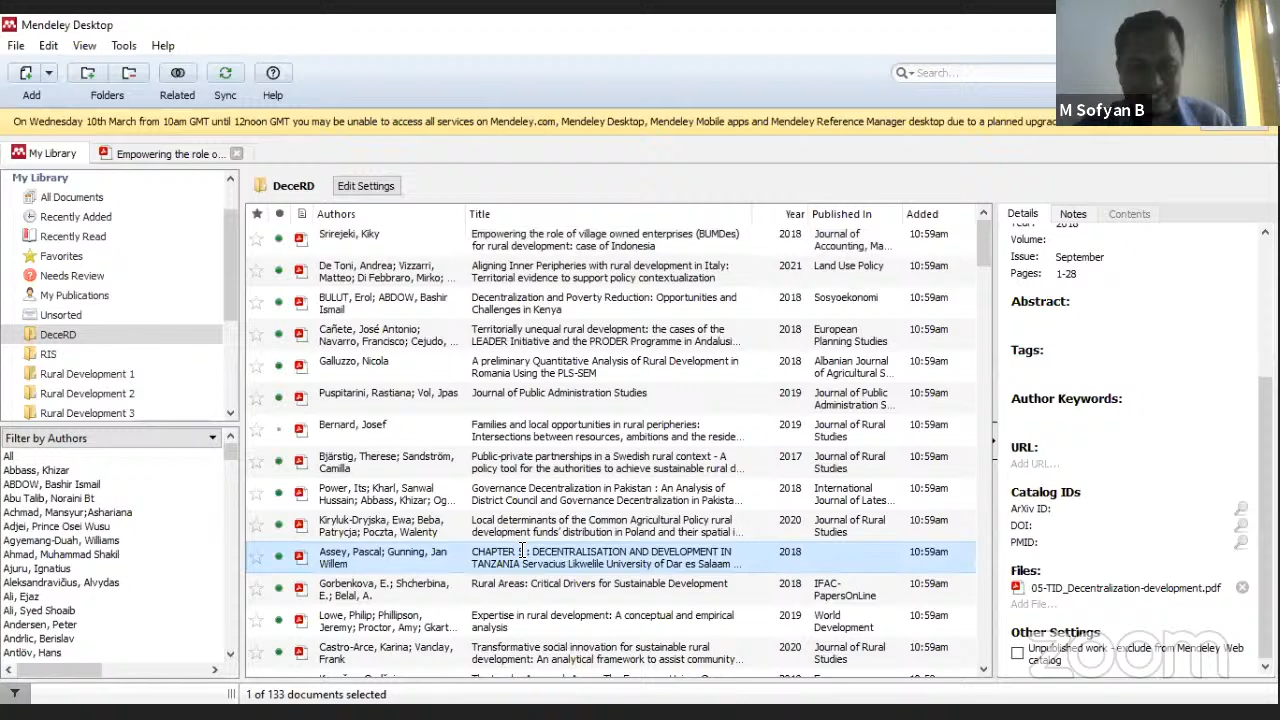 Mendeley Desktop
File Edit View Tools Help
Add Folders Related Sync Help
Search...
M Sofyan B
On Wednesday 10th March from 10am GMT until 12noon GMT you may be unable to access all services on Mendeley.com, Mendeley Desktop, Mendeley Mobile apps and Mendeley Reference Manager desktop due to a planned upgra
My Library
Empowering the role o...
My Library
All Documents
Recently Added
Recently Read
Favorites
Needs Review
My Publications
Unsorted
DeceRD
RIS
Rural Development 1
Rural Development 2
Rural Development 3
Filter by Authors
All
Abbass, Khizar
ABDOW, Bashir Ismail
Abu Talib, Noraini Bt
Achmad, Mansyur;Ashariana
Adjei, Prince Osei Wusu
Agyemang-Duah, Williams
Ahmad, Muhammad Shakil
Ajuru, Ignatius
Aleksandravičius, Alvydas
Ali, Ejaz
Ali, Syed Shoaib
Andersen, Peter
Andrlic, Berislav
Antlöv, Hans
DeceRD Edit Settings
Authors Title Year Published In Added
Srirejeki, Kiky Empowering the role of village owned enterprises (BUMDes) 2018 Journal of 10:59am
for rural development: case of Indonesia Accounting, Ma...
De Toni, Andrea; Vizzarri, Aligning Inner Peripheries with rural development in Italy: 2021 Land Use Policy 10:59am
Matteo; Di Febbraro, Mirko; ... Territorial evidence to support policy contextualization
BULUT, Erol; ABDOW, Bashir Decentralization and Poverty Reduction: Opportunities and 2018 Sosyoekonomi 10:59am
Ismail Challenges in Kenya
Cañete, José Antonio; Territorially unequal rural development: the cases of the 2018 European 10:59am
Navarro, Francisco; Cejudo, ... LEADER Initiative and the PRODER Programme in Andalusi... Planning Studies
Galluzzo, Nicola A preliminary Quantitative Analysis of Rural Development in 2018 Albanian Journal 10:59am
Romania Using the PLS-SEM of Agricultural S...
Puspitarini, Rastiana; Vol, Jpas Journal of Public Administration Studies 2019 Journal of Public 10:59am
Administration S...
Bernard, Josef Families and local opportunities in rural peripheries: 2019 Journal of Rural 10:59am
Intersections between resources, ambitions and the reside... Studies
Bjärstig, Therese; Sandström, Public-private partnerships in a Swedish rural context - A 2017 Journal of Rural 10:59am
Camilla policy tool for the authorities to achieve sustainable rural d... Studies
Power, Its; Kharl, Sanwal Governance Decentralization in Pakistan : An Analysis of 2018 International 10:59am
Hussain; Abbass, Khizar; Og... District Council and Governance Decentralization in Pakista... Journal of Lates...
Kiryluk-Dryjska, Ewa; Beba, Local determinants of the Common Agricultural Policy rural 2020 Journal of Rural 10:59am
Patrycja; Poczta, Walenty development funds' distribution in Poland and their spatial i... Studies
Assey, Pascal; Gunning, Jan CHAPTER : DECENTRALISATION AND DEVELOPMENT IN 2018 10:59am
Willem TANZANIA Servacius Likwelile University of Dar es Salaam ...
Gorbenkova, E.; Shcherbina, Rural Areas: Critical Drivers for Sustainable Development 2018 IFAC- 10:59am
E.; Belal, A. PapersOnLine
Lowe, Philip; Phillipson, Expertise in rural development: A conceptual and empirical 2019 World 10:59am
Jeremy; Proctor, Amy; Gkart... analysis Development
Castro-Arce, Karina; Vanclay, Transformative social innovation for sustainable rural 2020 Journal of Rural 10:59am
Frank development: An analytical framework to assist community... Studies
Details Notes Contents
Year: 2018
Volume:
Issue: September
Pages: 1-28
Abstract:
Tags:
Author Keywords:
URL:
Add URL...
Catalog IDs
ArXiv ID:
DOI:
PMID:
Files:
05-TID_Decentralization-development.pdf
Add File...
Other Settings
Unpublished work - exclude from Mendeley Web
catalog
zoom
1 of 133 documents selected